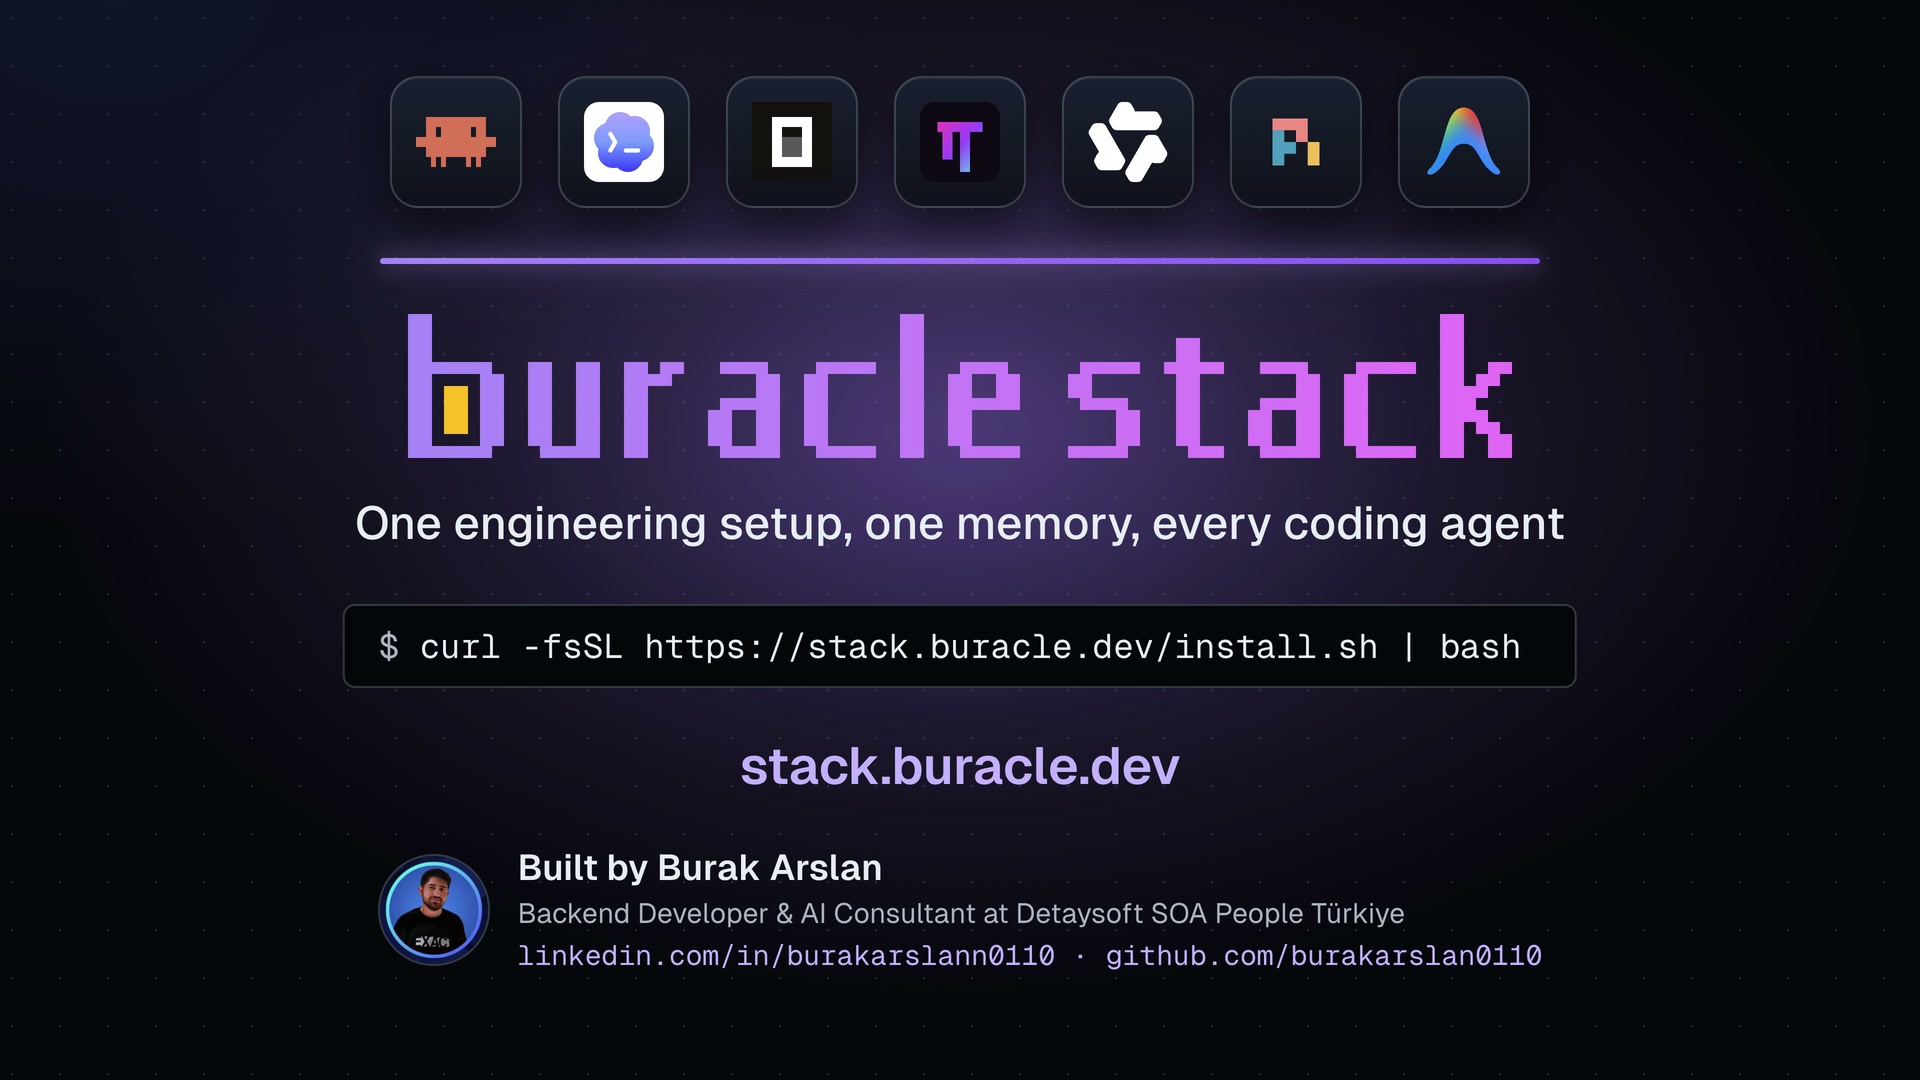 buracle stack
One engineering setup, one memory, every coding agent
$ curl -fsSL https://stack.buracle.dev/install.sh | bash
stack.buracle.dev
Built by Burak Arslan
Backend Developer & AI Consultant at Detaysoft SOA People Türkiye
linkedin.com/in/burakarslann0110 · github.com/burakarslan0110